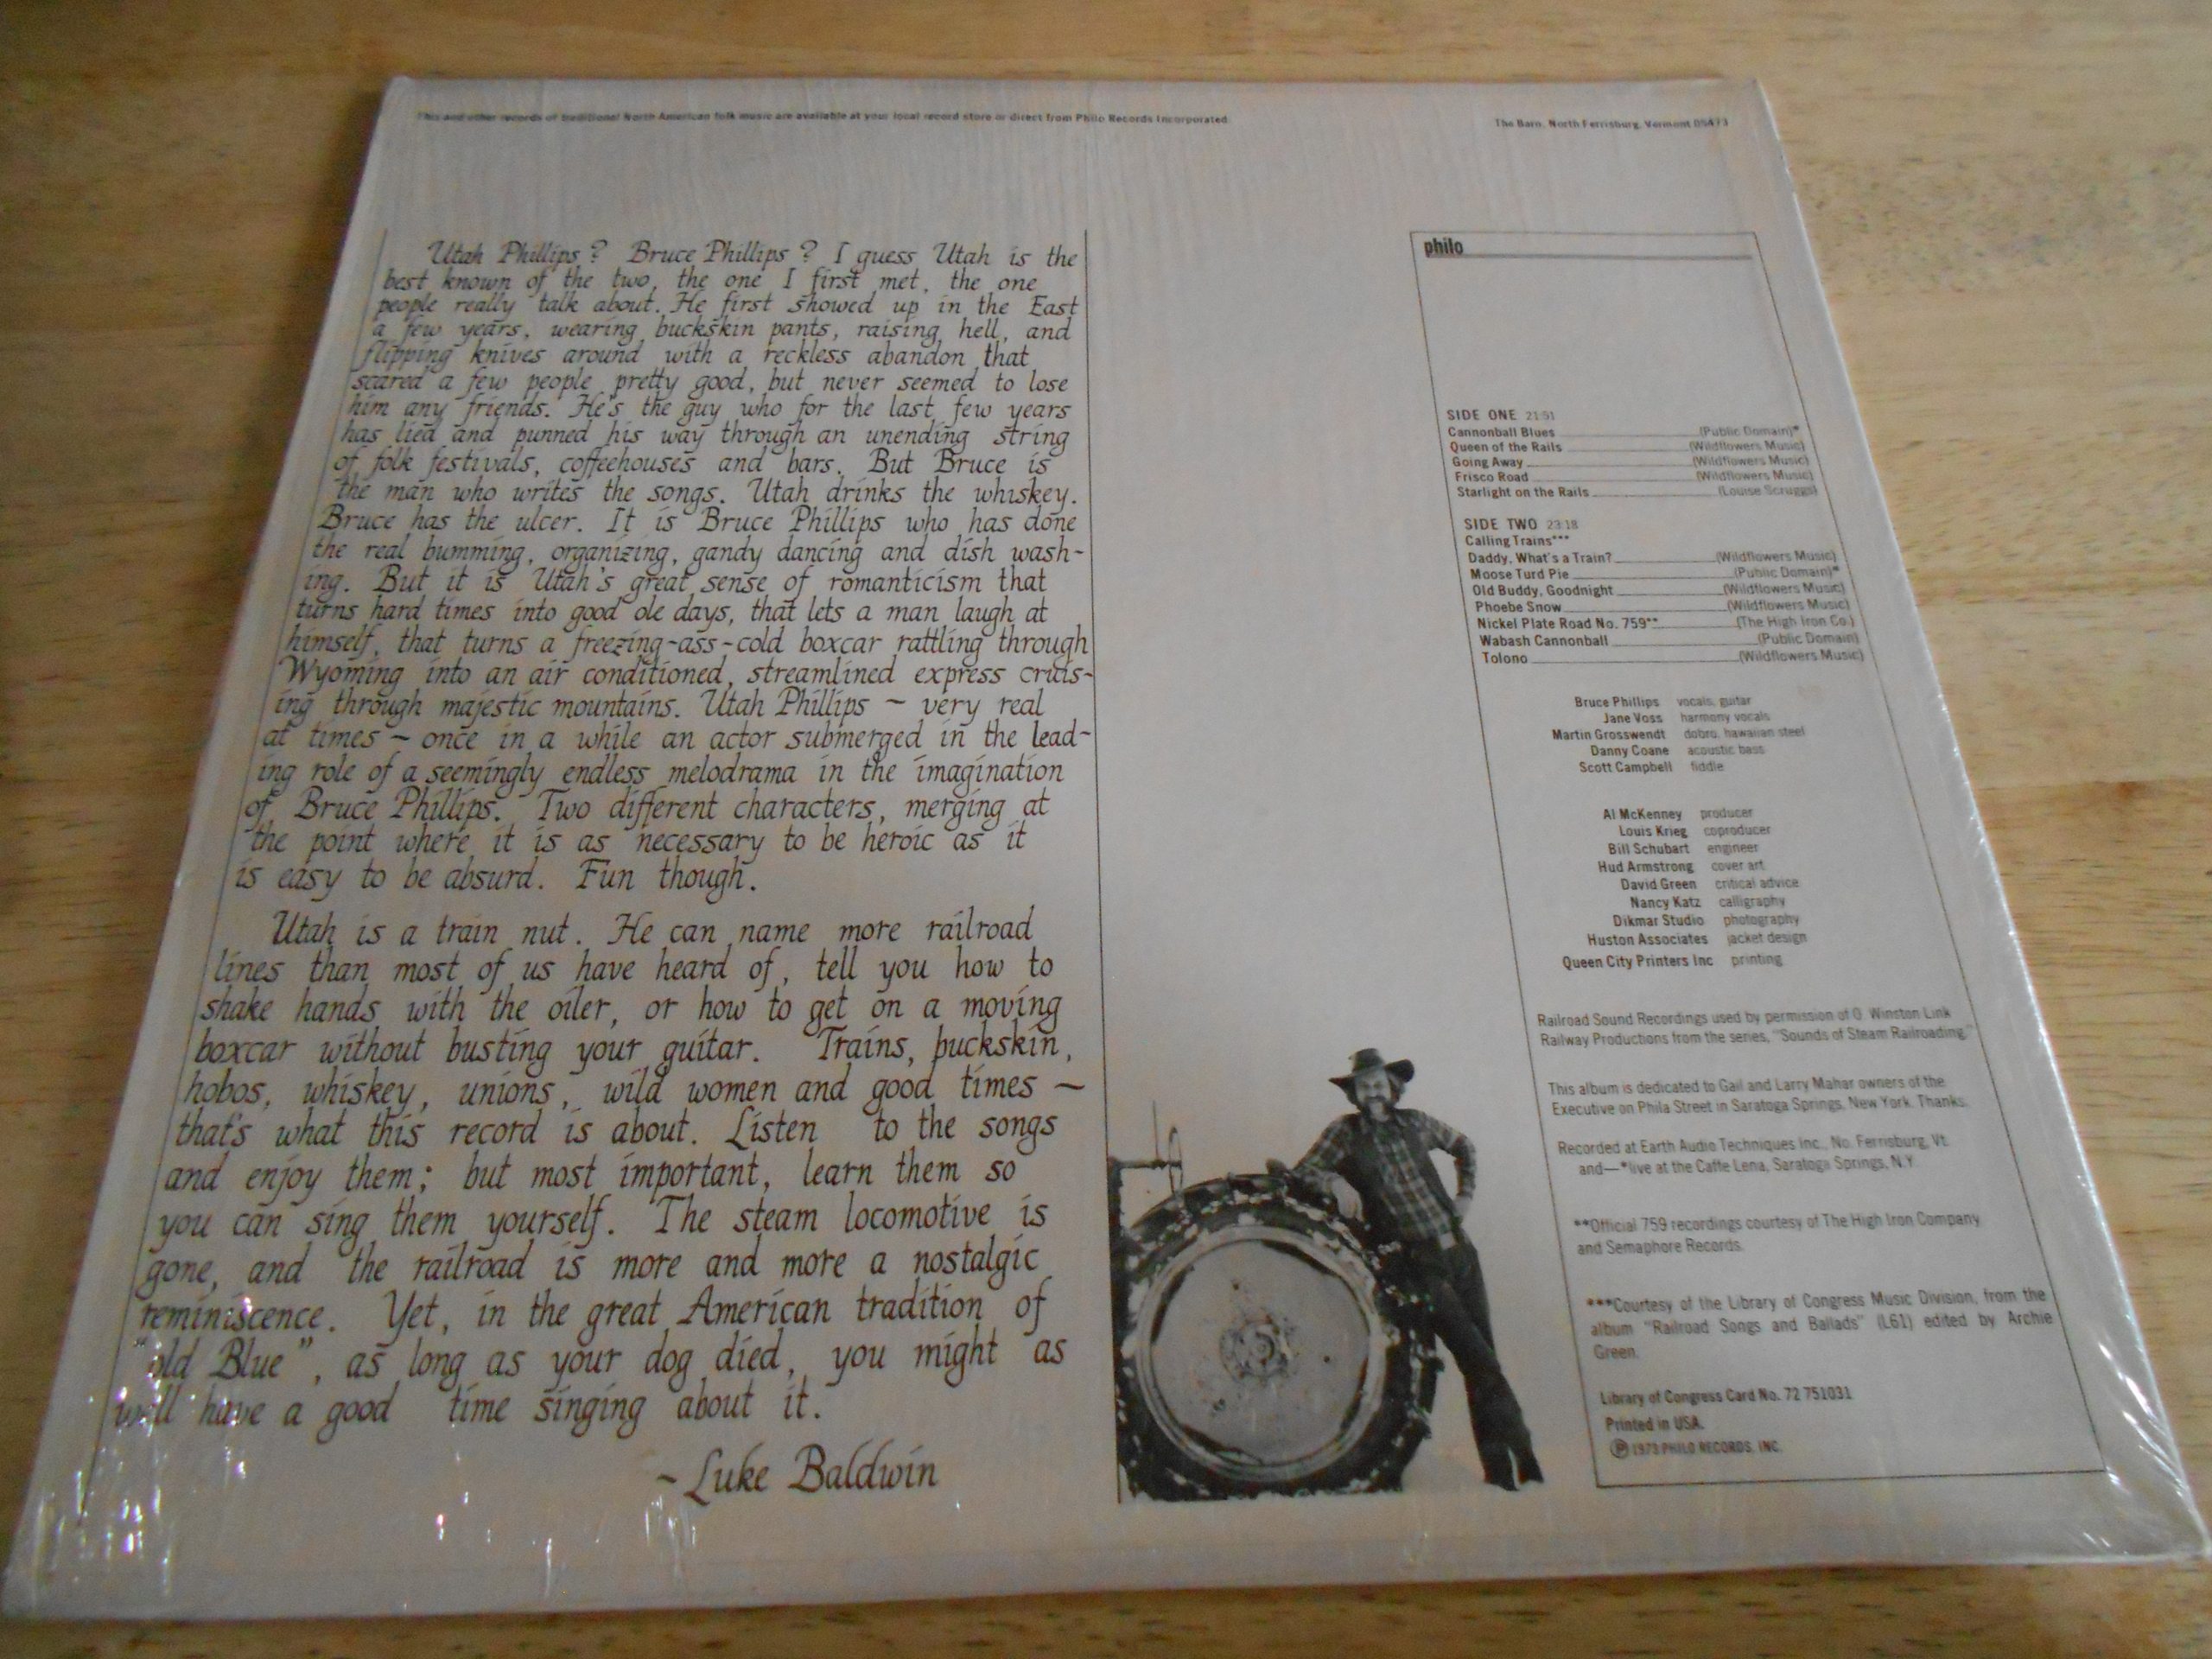 This and other records of traditional North American folk music are available at your local record store or direct from Philo Records Incorporated
The Barn, North Ferrisburg, Vermont 05473
Utah Phillips? Bruce Phillips? I guess Utah is the
best known of the two, the one I first met, the one
people really talk about. He first showed up in the East
a few years, wearing buckskin pants, raising hell, and
flipping knives around with a reckless abandon that
scared a few people pretty good, but never seemed to lose
him any friends. He's the guy who for the last few years
has lied and punned his way through an unending string
of folk festivals, coffeehouses and bars. But Bruce is
the man who writes the songs. Utah drinks the whiskey.
Bruce has the ulcer. It is Bruce Phillips who has done
the real bumming, organizing, gandy dancing and dish wash-
ing. But it is Utah's great sense of romanticism that
turns hard times into good ole days, that lets a man laugh at
himself, that turns a freezing-ass-cold boxcar rattling through
Wyoming into an air conditioned, streamlined express cruis-
ing through majestic mountains. Utah Phillips ~ very real
at times ~ once in a while an actor submerged in the lead-
ing role of a seemingly endless melodrama in the imagination
of Bruce Phillips. Two different characters, merging at
the point where it is as necessary to be heroic as it
is easy to be absurd. Fun though.
Utah is a train nut. He can name more railroad
lines than most of us have heard of, tell you how to
shake hands with the oiler, or how to get on a moving
boxcar without busting your guitar. Trains, buckskin,
hobos, whiskey, unions, wild women and good times ~
that's what this record is about. Listen to the songs
and enjoy them; but most important, learn them so
you can sing them yourself. The steam locomotive is
gone, and the railroad is more and more a nostalgic
reminiscence. Yet, in the great American tradition of
"old Blue", as long as your dog died, you might as
well have a good time singing about it.
~Luke Baldwin
philo
SIDE ONE 21:51
Cannonball Blues (Public Domain)*
Queen of the Rails (Wildflowers Music)
Going Away (Wildflowers Music)
Frisco Road (Wildflowers Music)
Starlight on the Rails (Louise Scruggs)
SIDE TWO 23:18
Calling Trains***
Daddy, What's a Train? (Wildflowers Music)
Moose Turd Pie (Public Domain)*
Old Buddy, Goodnight (Wildflowers Music)
Phoebe Snow (Wildflowers Music)
Nickel Plate Road No. 759** (The High Iron Co.)
Wabash Cannonball (Public Domain)
Tolono (Wildflowers Music)
Bruce Phillips vocals, guitar
Jane Voss harmony vocals
Martin Grosswendt dobro, hawaiian steel
Danny Coane acoustic bass
Scott Campbell fiddle
Al McKenney producer
Louis Krieg coproducer
Bill Schubart engineer
Hud Armstrong cover art
David Green critical advice
Nancy Katz calligraphy
Dikmar Studio photography
Huston Associates jacket design
Queen City Printers Inc printing
Railroad Sound Recordings used by permission of O. Winston Link
Railway Productions from the series, "Sounds of Steam Railroading."
This album is dedicated to Gail and Larry Mahar owners of the
Executive on Phila Street in Saratoga Springs, New York. Thanks.
Recorded at Earth Audio Techniques Inc., No. Ferrisburg, Vt.
and—*live at the Caffe Lena, Saratoga Springs, N.Y.
**Official 759 recordings courtesy of The High Iron Company
and Semaphore Records.
***Courtesy of the Library of Congress Music Division, from the
album "Railroad Songs and Ballads" (L61) edited by Archie
Green.
Library of Congress Card No. 72 751031
Printed in USA.
Ⓟ 1973 PHILO RECORDS, INC.